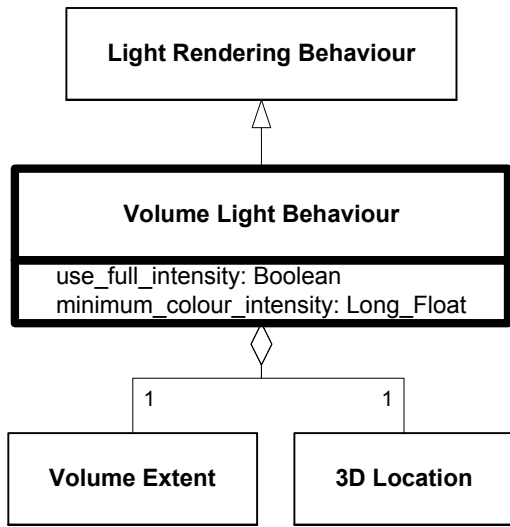 Light Rendering Behaviour
Volume Light Behaviour
use_full_intensity: Boolean
minimum_colour_intensity: Long_Float
1 1
Volume Extent 3D Location